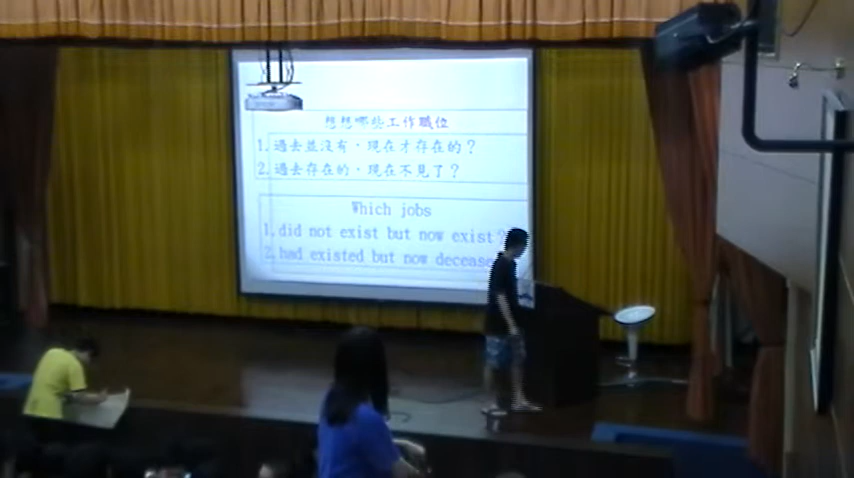 想想哪些工作職位
1. 過去並沒有，現在才存在的？
2. 過去存在的，現在不見了？
Which jobs
1. did not exist but now exist?
2. had existed but now decease